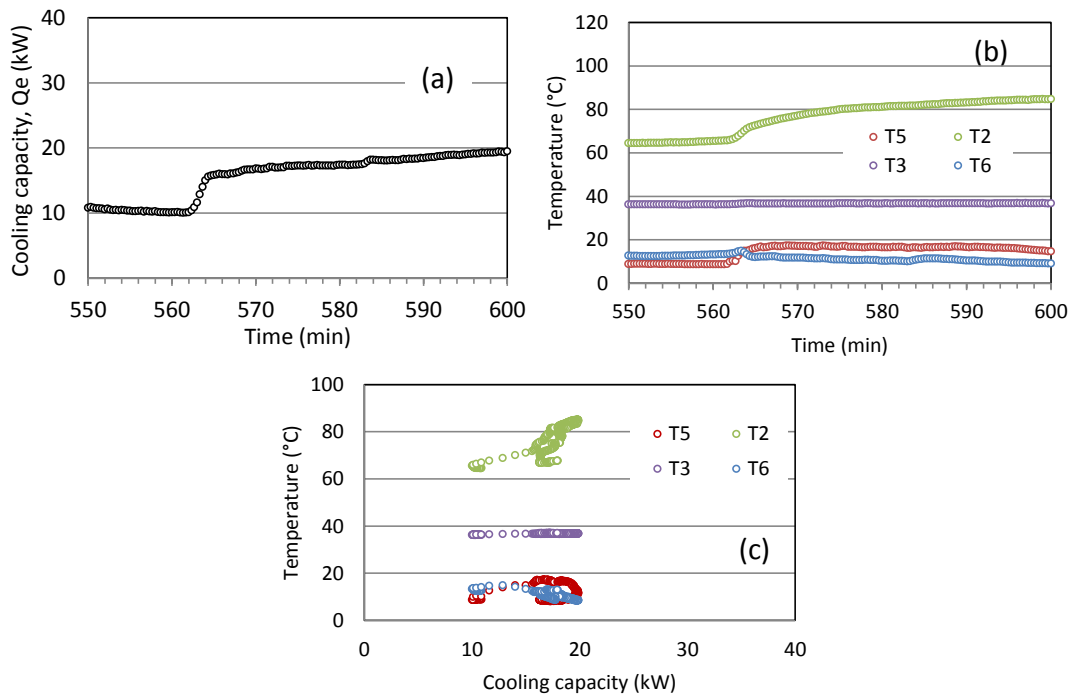 Cooling capacity, Qe (kW)
40
30
20
10
0
(a)
550 560 570 580 590 600
Time (min)
Temperature (°C)
120
100
80
60
40
20
0
(b)
T5 T2
T3 T6
550 560 570 580 590 600
Time (min)
Temperature (°C)
100
80
60
40
20
0
T5 T2
T3 T6
(c)
0 10 20 30 40
Cooling capacity (kW)